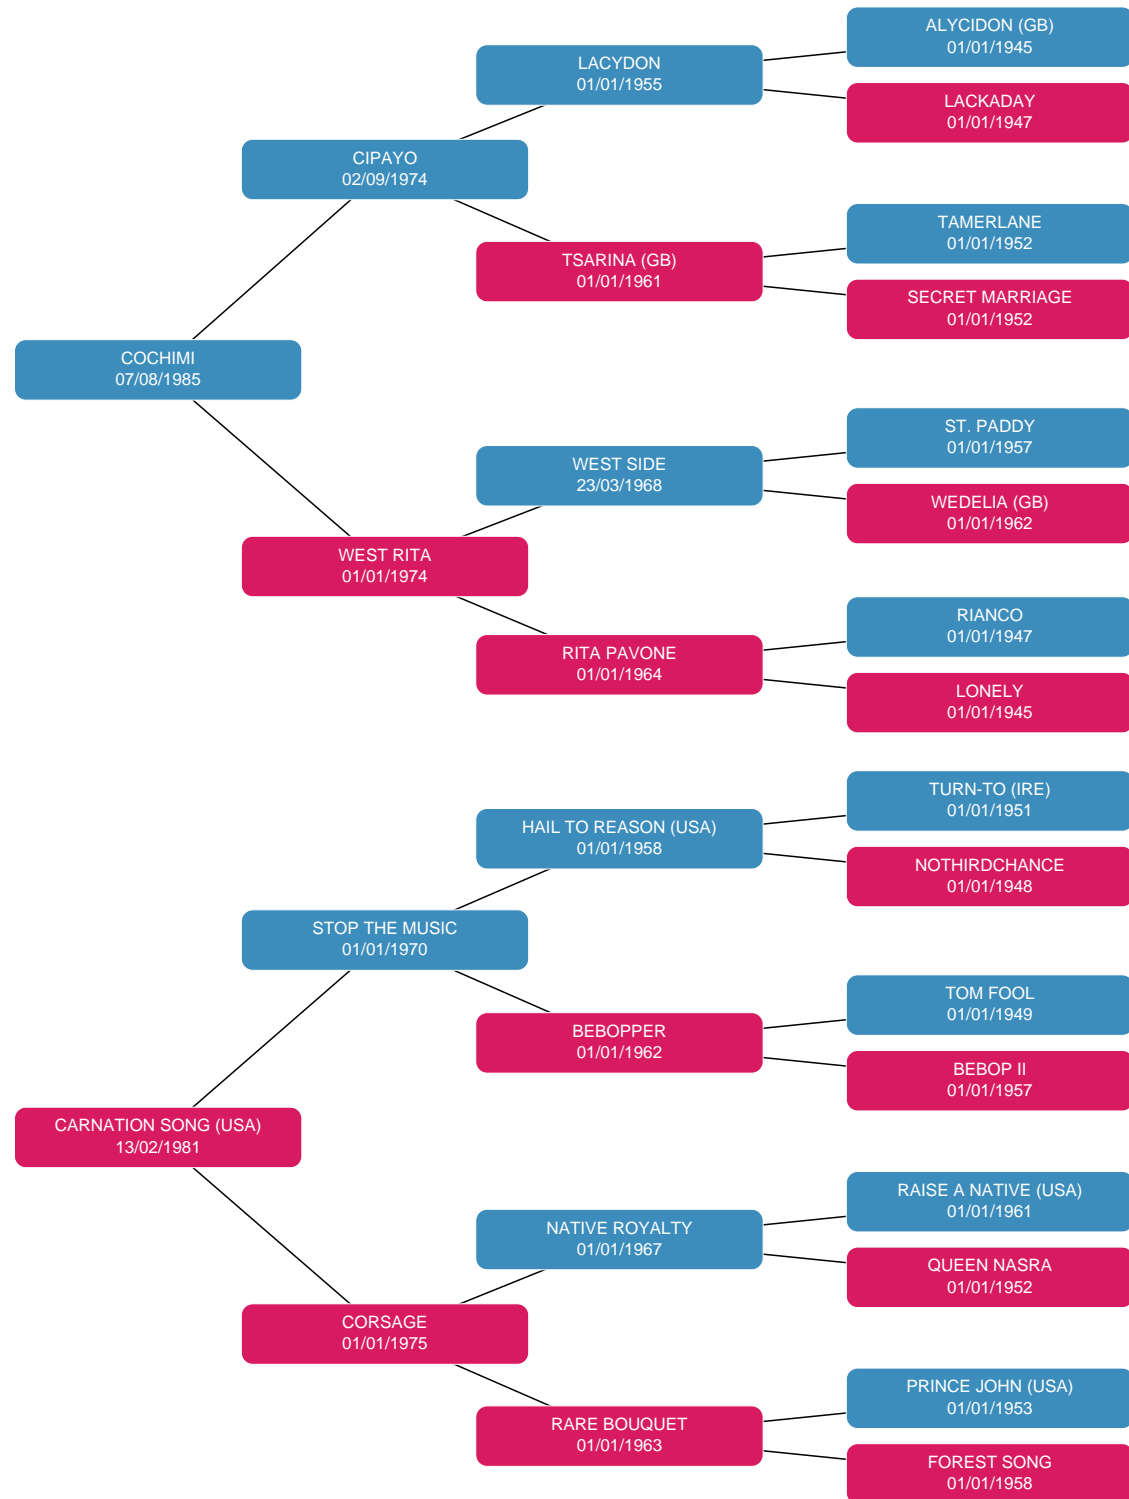 ALYCIDON (GB)
01/01/1945
LACYDON
01/01/1955
LACKADAY
01/01/1947
CIPAYO
02/09/1974
TAMERLANE
01/01/1952
TSARINA (GB)
01/01/1961
SECRET MARRIAGE
01/01/1952
COCHIMI
07/08/1985
ST. PADDY
01/01/1957
WEST SIDE
23/03/1968
WEDELIA (GB)
01/01/1962
WEST RITA
01/01/1974
RIANCO
01/01/1947
RITA PAVONE
01/01/1964
LONELY
01/01/1945
TURN-TO (IRE)
01/01/1951
HAIL TO REASON (USA)
01/01/1958
NOTHIRDCHANCE
01/01/1948
STOP THE MUSIC
01/01/1970
TOM FOOL
01/01/1949
BEBOPPER
01/01/1962
BEBOP II
01/01/1957
CARNATION SONG (USA)
13/02/1981
RAISE A NATIVE (USA)
01/01/1961
NATIVE ROYALTY
01/01/1967
QUEEN NASRA
01/01/1952
CORSAGE
01/01/1975
PRINCE JOHN (USA)
01/01/1953
RARE BOUQUET
01/01/1963
FOREST SONG
01/01/1958